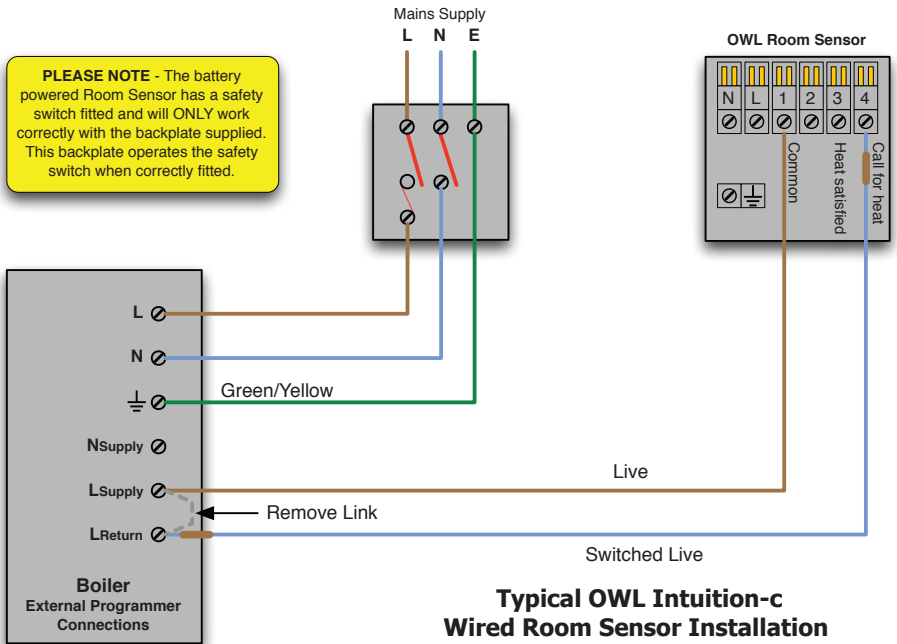 Mains Supply
L N E
PLEASE NOTE - The battery
powered Room Sensor has a safety
switch fitted and will ONLY work
correctly with the backplate supplied.
This backplate operates the safety
switch when correctly fitted.
OWL Room Sensor
N L 1 2 3 4
Common
Heat satisfied
Call for heat
L
N
Green/Yellow
NSupply
LSupply
Live
Remove Link
LReturn
Switched Live
Boiler
External Programmer
Connections
Typical OWL Intuition-c
Wired Room Sensor Installation